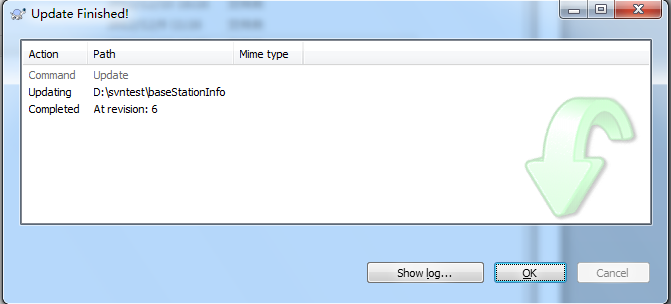 Update Finished!
Action Path Mime type
Command Update
Updating D:\svntest\baseStationInfo
Completed At revision: 6
Show log... OK Cancel